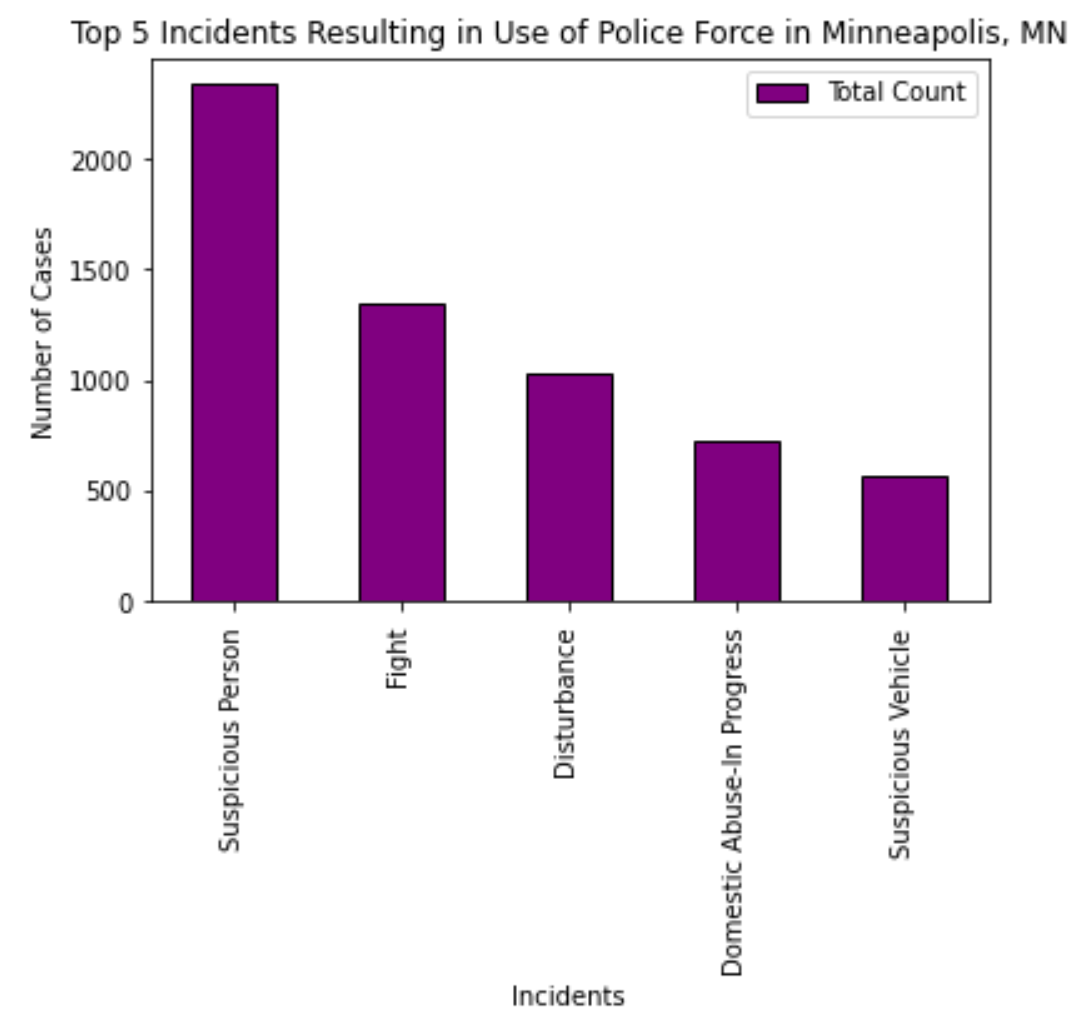 Top 5 Incidents Resulting in Use of Police Force in Minneapolis, MN
Total Count
Number of Cases
2000
1500
1000
500
0
Suspicious Person
Fight
Disturbance
Domestic Abuse-In Progress
Suspicious Vehicle
Incidents